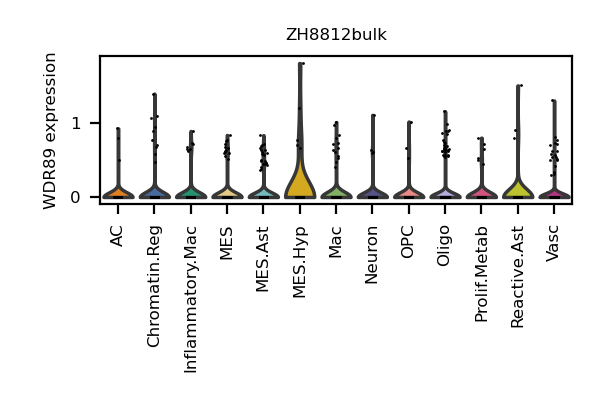 ZH8812bulk
WDR89 expression
1
0
AC
Chromatin.Reg
Inflammatory.Mac
MES
MES.Ast
MES.Hyp
Mac
Neuron
OPC
Oligo
Prolif.Metab
Reactive.Ast
Vasc